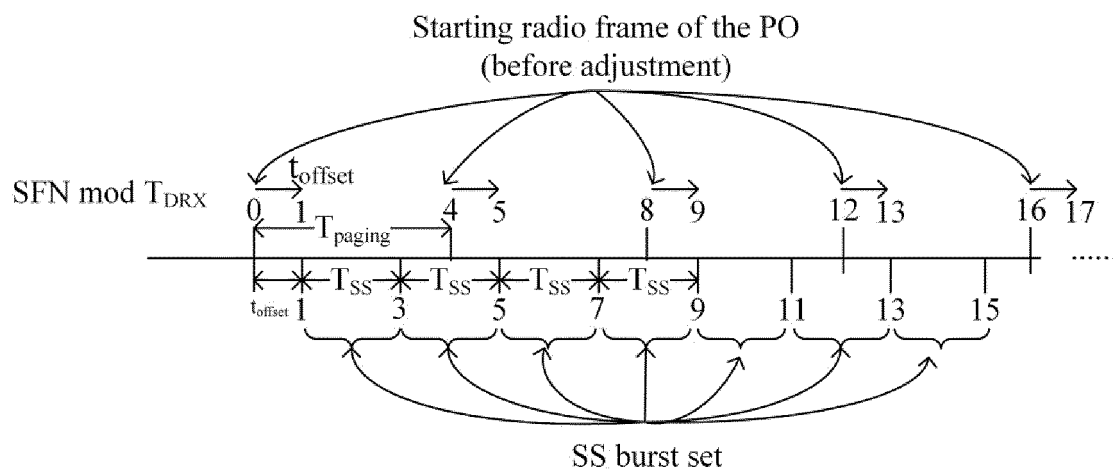 Starting radio frame of the PO
(before adjustment)
SFN mod T_DRX
t_offset
0 1 4 5 8 9 12 13 16 17
T_paging
T_SS T_SS T_SS T_SS
t_offset 1 3 5 7 9 11 13 15
......
SS burst set